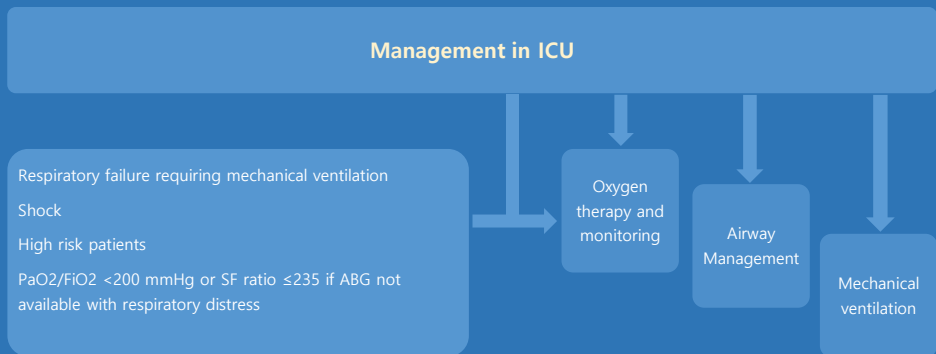 Management in ICU
Respiratory failure requiring mechanical ventilation
Shock
High risk patients
PaO2/FiO2 <200 mmHg or SF ratio ≤235 if ABG not
available with respiratory distress
Oxygen
therapy and
monitoring
Airway
Management
Mechanical
ventilation